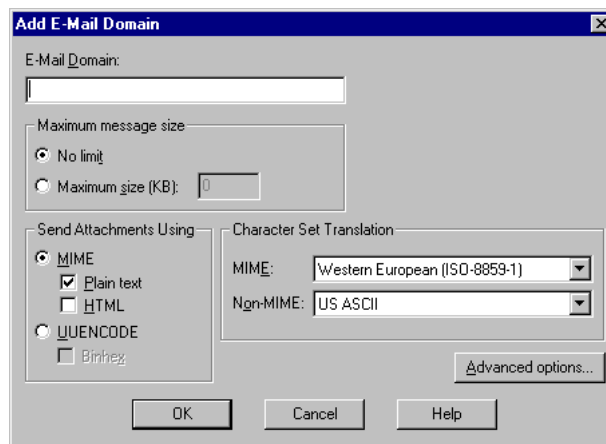 Add E-Mail Domain
E-Mail Domain:
Maximum message size
No limit
Maximum size (KB): 0
Send Attachments Using
MIME
Plain text
HTML
UUENCODE
Binhex
Character Set Translation
MIME: Western European (ISO-8859-1)
Non-MIME: US ASCII
Advanced options...
OK Cancel Help